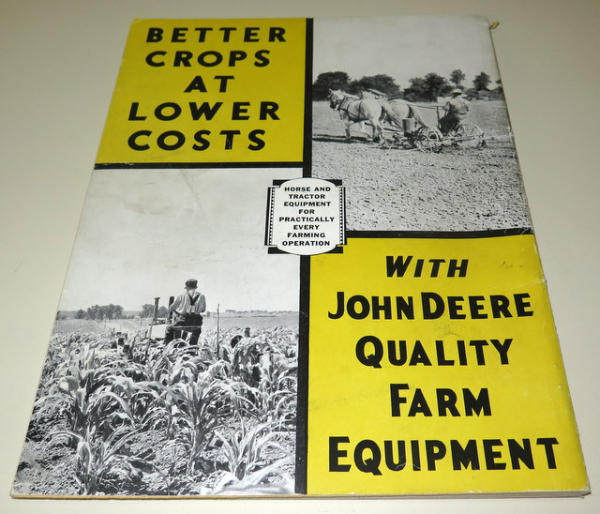 BETTER
CROPS
AT
LOWER
COSTS
HORSE AND
TRACTOR
EQUIPMENT
FOR
PRACTICALLY
EVERY
FARMING
OPERATION
WITH
JOHN DEERE
QUALITY
FARM
EQUIPMENT